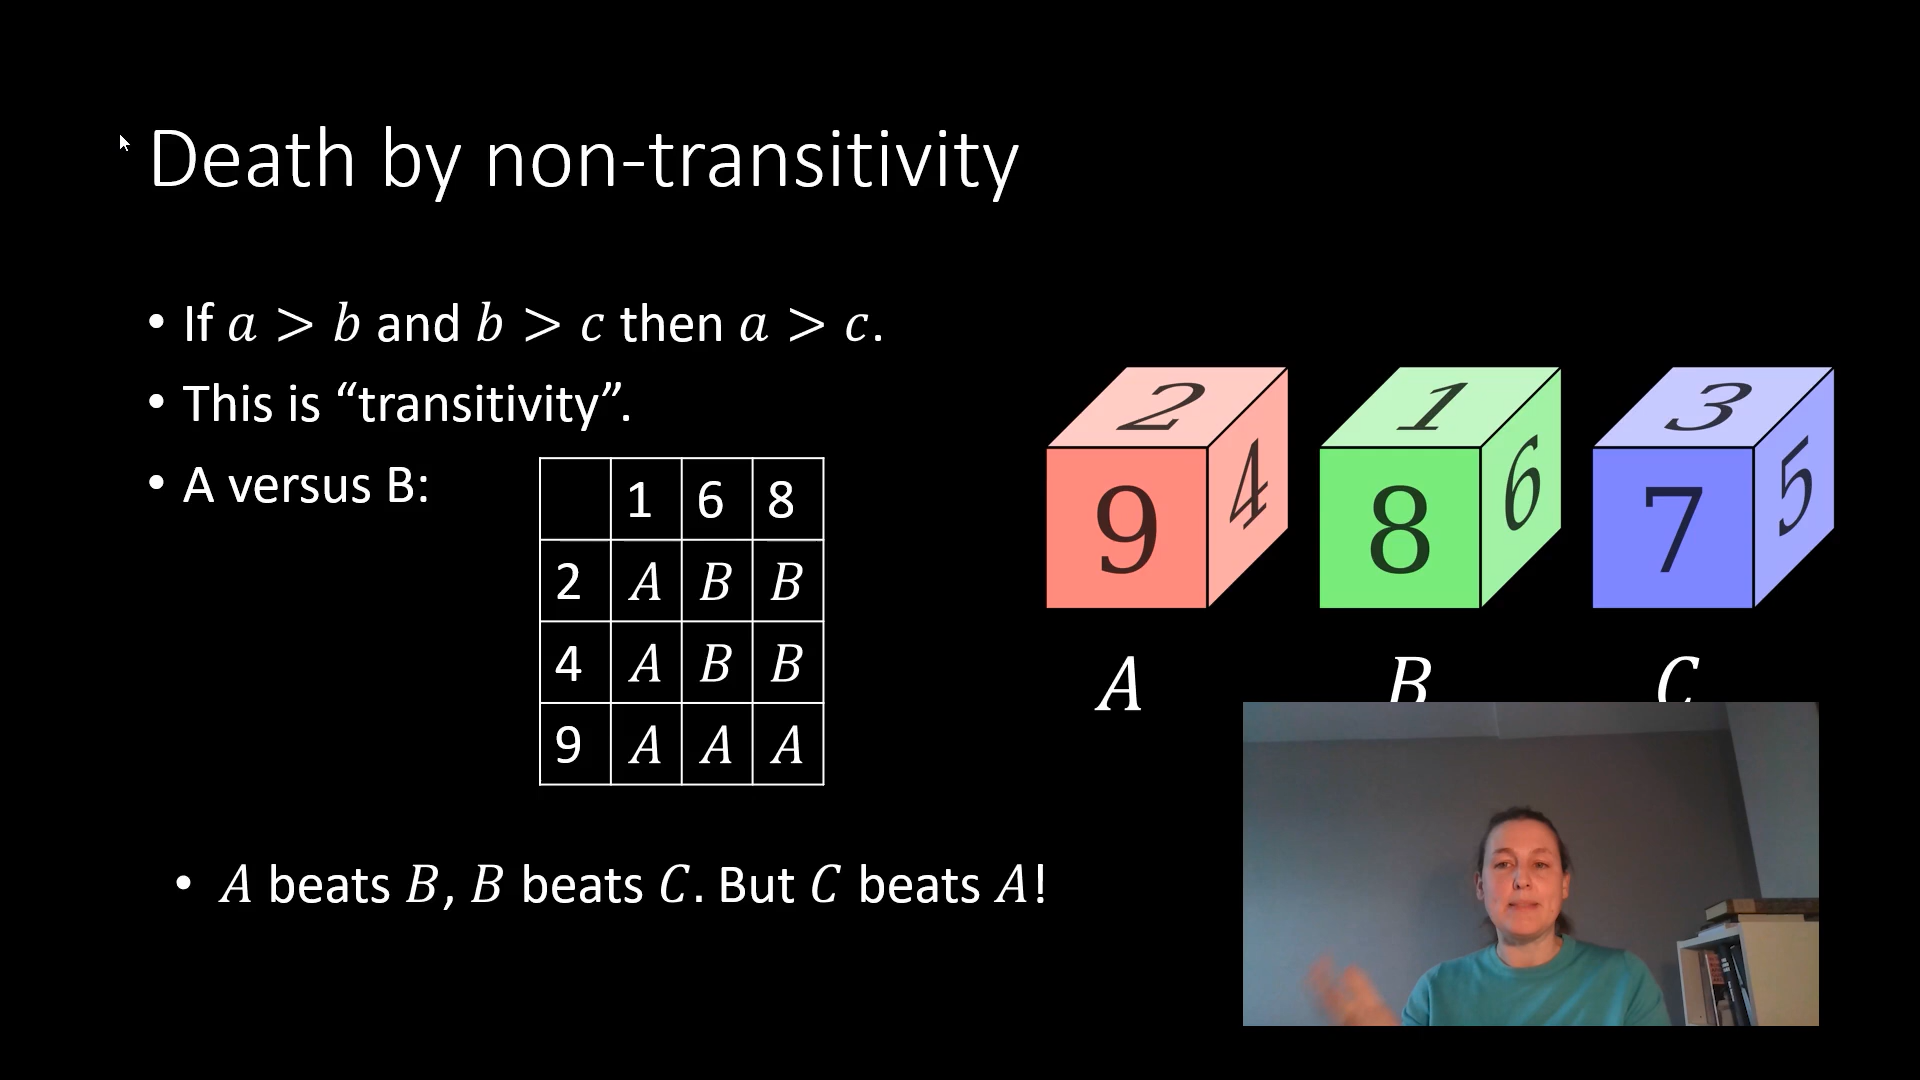 Death by non-transitivity
• If a > b and b > c then a > c.
• This is “transitivity”.
• A versus B:
1 6 8
2 A B B
4 A B B
9 A A A
2 4 9
1 6 8
3 5 7
A B C
• A beats B, B beats C. But C beats A!